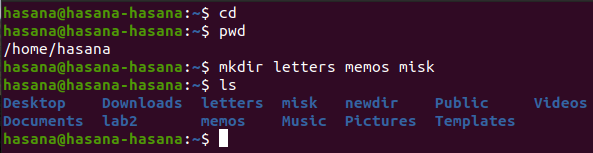 hasana@hasana-hasana:~$ cd
hasana@hasana-hasana:~$ pwd
/home/hasana
hasana@hasana-hasana:~$ mkdir letters memos misk
hasana@hasana-hasana:~$ ls
Desktop    Downloads  letters  misk   newdir    Public     Videos
Documents  lab2       memos    Music  Pictures  Templates
hasana@hasana-hasana:~$